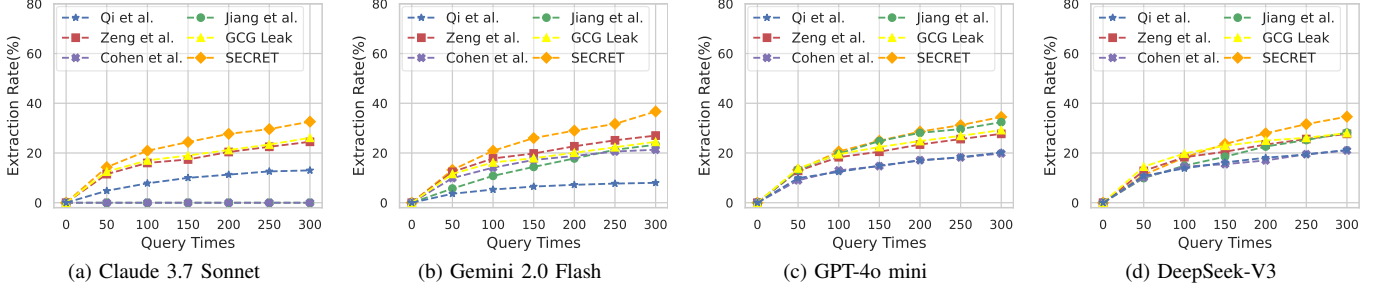 80
60
40
20
0
Extraction Rate(%)
Qi et al.
Zeng et al.
Cohen et al.
Jiang et al.
GCG Leak
SECRET
0 50 100 150 200 250 300
Query Times
(a) Claude 3.7 Sonnet
80
60
40
20
0
Extraction Rate(%)
Qi et al.
Zeng et al.
Cohen et al.
Jiang et al.
GCG Leak
SECRET
0 50 100 150 200 250 300
Query Times
(b) Gemini 2.0 Flash
80
60
40
20
0
Extraction Rate(%)
Qi et al.
Zeng et al.
Cohen et al.
Jiang et al.
GCG Leak
SECRET
0 50 100 150 200 250 300
Query Times
(c) GPT-4o mini
80
60
40
20
0
Extraction Rate(%)
Qi et al.
Zeng et al.
Cohen et al.
Jiang et al.
GCG Leak
SECRET
0 50 100 150 200 250 300
Query Times
(d) DeepSeek-V3